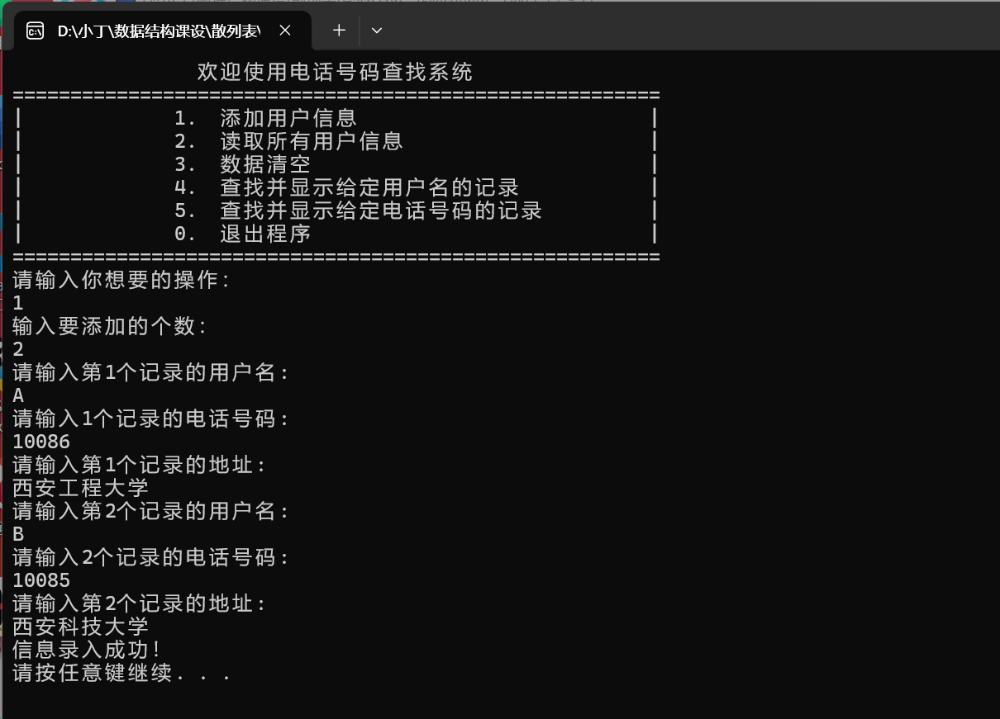 D:\小丁\数据结构课设\散列表\
欢迎使用电话号码查找系统
========================================================
| 1. 添加用户信息 |
| 2. 读取所有用户信息 |
| 3. 数据清空 |
| 4. 查找并显示给定用户名的记录 |
| 5. 查找并显示给定电话号码的记录 |
| 0. 退出程序 |
========================================================
请输入你想要的操作:
1
输入要添加的个数:
2
请输入第1个记录的用户名:
A
请输入1个记录的电话号码:
10086
请输入第1个记录的地址:
西安工程大学
请输入第2个记录的用户名:
B
请输入2个记录的电话号码:
10085
请输入第2个记录的地址:
西安科技大学
信息录入成功!
请按任意键继续. . .